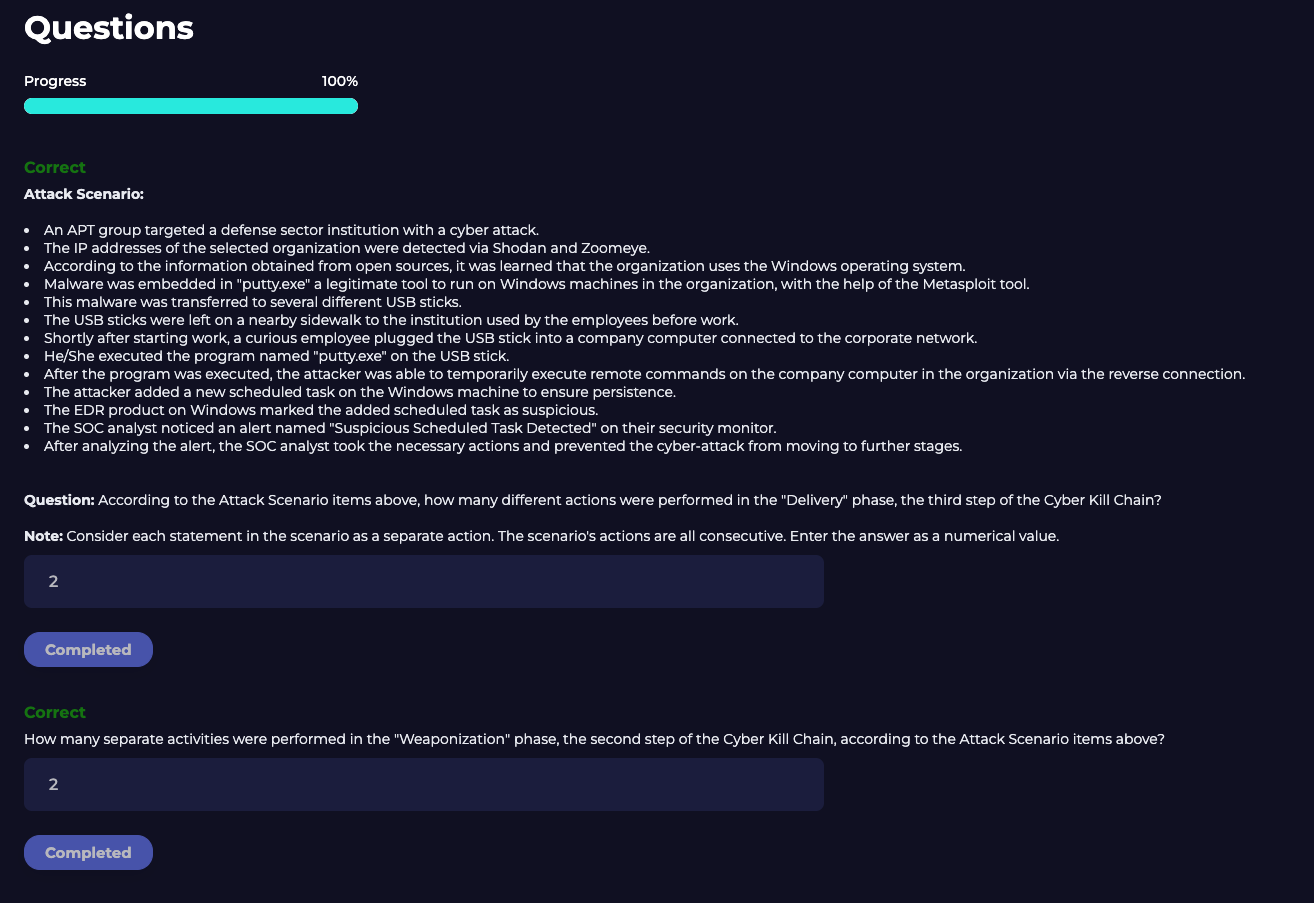 Questions
Progress 100%
Correct
Attack Scenario:
• An APT group targeted a defense sector institution with a cyber attack.
• The IP addresses of the selected organization were detected via Shodan and Zoomeye.
• According to the information obtained from open sources, it was learned that the organization uses the Windows operating system.
• Malware was embedded in "putty.exe" a legitimate tool to run on Windows machines in the organization, with the help of the Metasploit tool.
• This malware was transferred to several different USB sticks.
• The USB sticks were left on a nearby sidewalk to the institution used by the employees before work.
• Shortly after starting work, a curious employee plugged the USB stick into a company computer connected to the corporate network.
• He/She executed the program named "putty.exe" on the USB stick.
• After the program was executed, the attacker was able to temporarily execute remote commands on the company computer in the organization via the reverse connection.
• The attacker added a new scheduled task on the Windows machine to ensure persistence.
• The EDR product on Windows marked the added scheduled task as suspicious.
• The SOC analyst noticed an alert named "Suspicious Scheduled Task Detected" on their security monitor.
• After analyzing the alert, the SOC analyst took the necessary actions and prevented the cyber-attack from moving to further stages.
Question: According to the Attack Scenario items above, how many different actions were performed in the "Delivery" phase, the third step of the Cyber Kill Chain?
Note: Consider each statement in the scenario as a separate action. The scenario's actions are all consecutive. Enter the answer as a numerical value.
2
Completed
Correct
How many separate activities were performed in the "Weaponization" phase, the second step of the Cyber Kill Chain, according to the Attack Scenario items above?
2
Completed